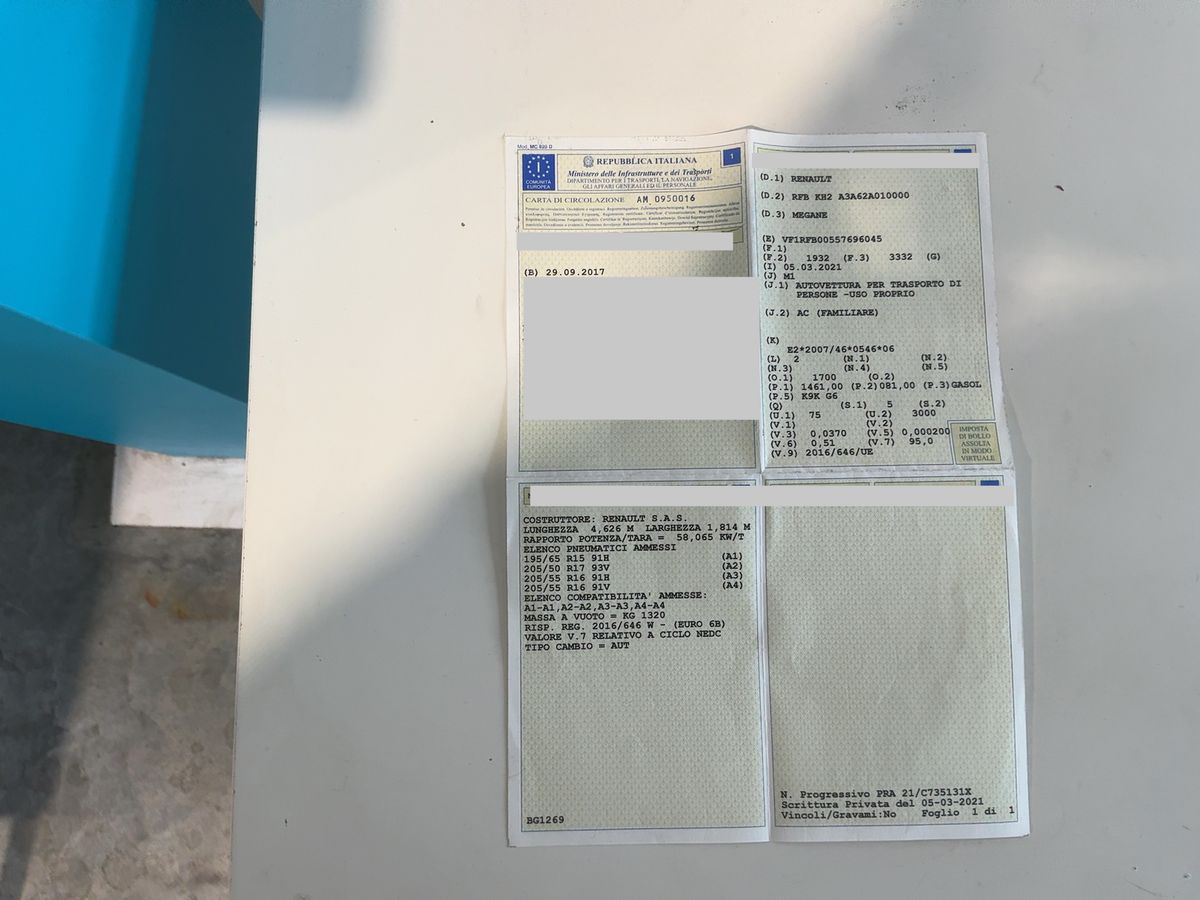 Mod. MC 820 D
COMUNITÀ
EUROPEA
I
REPUBBLICA ITALIANA
Ministero delle Infrastrutture e dei Trasporti
DIPARTIMENTO PER I TRASPORTI, LA NAVIGAZIONE,
GLI AFFARI GENERALI ED IL PERSONALE
1
CARTA DI CIRCOLAZIONE AM 0950016
(B) 29.09.2017
(D.1) RENAULT
(D.2) RFB KH2 A3A62A010000
(D.3) MEGANE
(E) VF1RFB00557696045
(F.1)
(F.2) 1932 (F.3) 3332 (G)
(I) 05.03.2021
(J) M1
(J.1) AUTOVETTURA PER TRASPORTO DI
PERSONE -USO PROPRIO
(J.2) AC (FAMILIARE)
(K)
E2*2007/46*0546*06
(L) 2 (N.1) (N.2)
(N.3) (N.4) (N.5)
(O.1) 1700 (O.2)
(P.1) 1461,00 (P.2)081,00 (P.3)GASOL
(P.5) K9K G6
(Q) (S.1) 5 (S.2)
(U.1) 75 (U.2) 3000
(V.1) (V.2)
(V.3) 0,0370 (V.5) 0,000200
(V.6) 0,51 (V.7) 95,0
(V.9) 2016/646/UE
IMPOSTA
DI BOLLO
ASSOLTA
IN MODO
VIRTUALE
COSTRUTTORE: RENAULT S.A.S.
LUNGHEZZA 4,626 M LARGHEZZA 1,814 M
RAPPORTO POTENZA/TARA = 58,065 KW/T
ELENCO PNEUMATICI AMMESSI
195/65 R15 91H (A1)
205/50 R17 93V (A2)
205/55 R16 91H (A3)
205/55 R16 91V (A4)
ELENCO COMPATIBILITA' AMMESSE:
A1-A1,A2-A2,A3-A3,A4-A4
MASSA A VUOTO = KG 1320
RISP. REG. 2016/646 W - (EURO 6B)
VALORE V.7 RELATIVO A CICLO NEDC
TIPO CAMBIO = AUT
BG1269
N. Progressivo PRA 21/C735131X
Scrittura Privata del 05-03-2021
Vincoli/Gravami:No Foglio 1 di 1